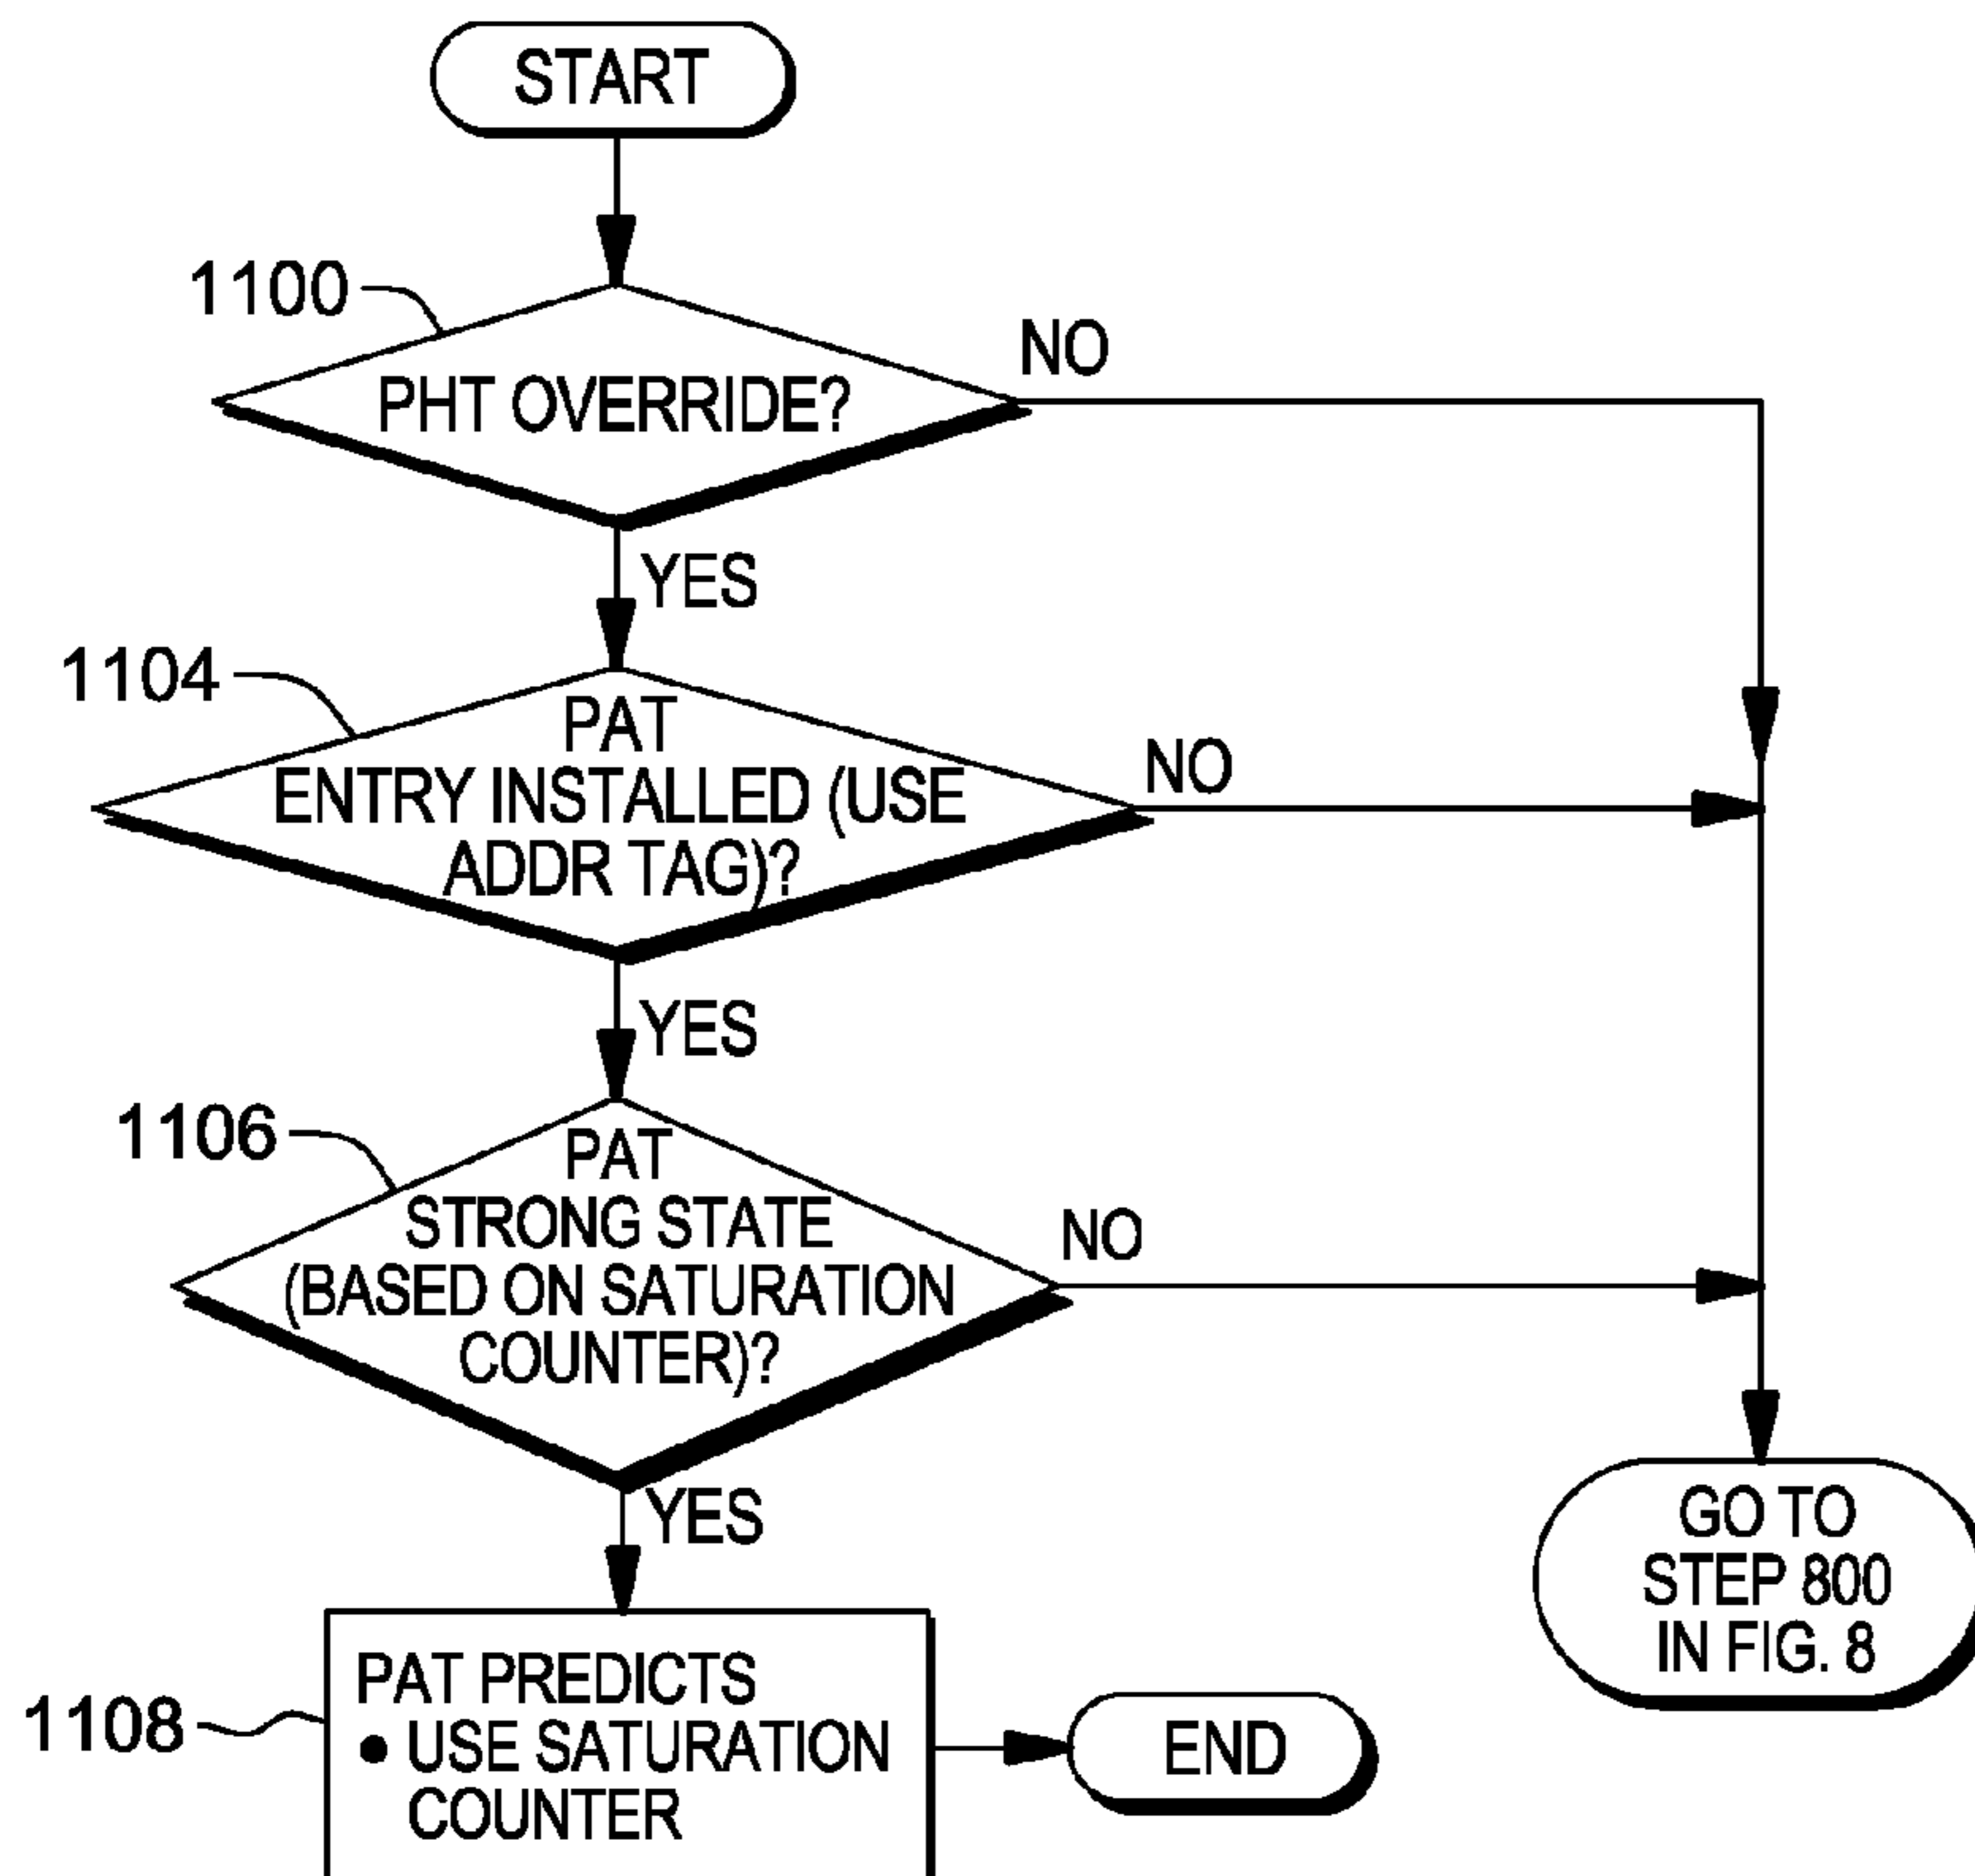 START
1100
PHT OVERRIDE?
NO
YES
1104
PAT
ENTRY INSTALLED (USE
ADDR TAG)?
NO
YES
1106
PAT
STRONG STATE
(BASED ON SATURATION
COUNTER)?
NO
YES
1108
PAT PREDICTS
● USE SATURATION
COUNTER
END
GO TO
STEP 800
IN FIG. 8